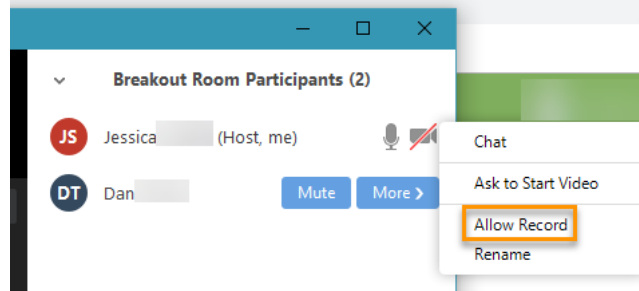 Breakout Room Participants (2)
JS Jessica (Host, me)
Chat
Ask to Start Video
DT Dan Mute More >
Allow Record
Rename